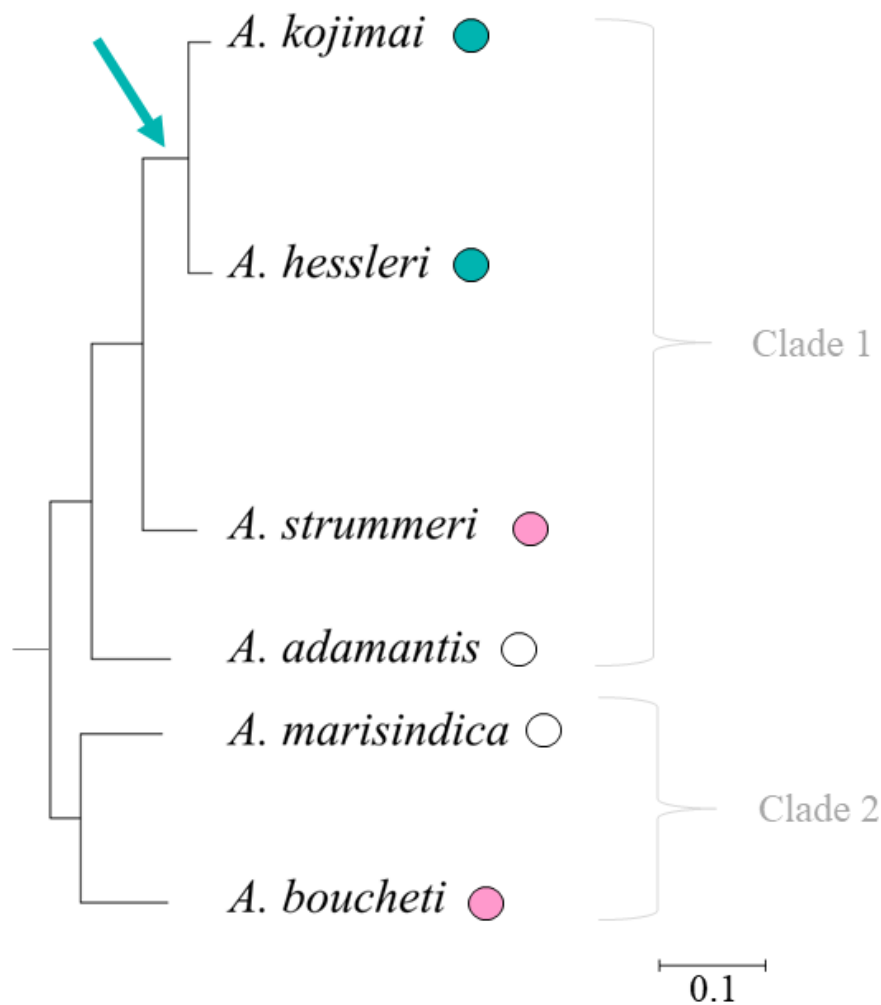 A. kojimai
A. hessleri
Clade 1
A. strummeri
A. adamantis
A. marisindica
Clade 2
A. boucheti
0.1